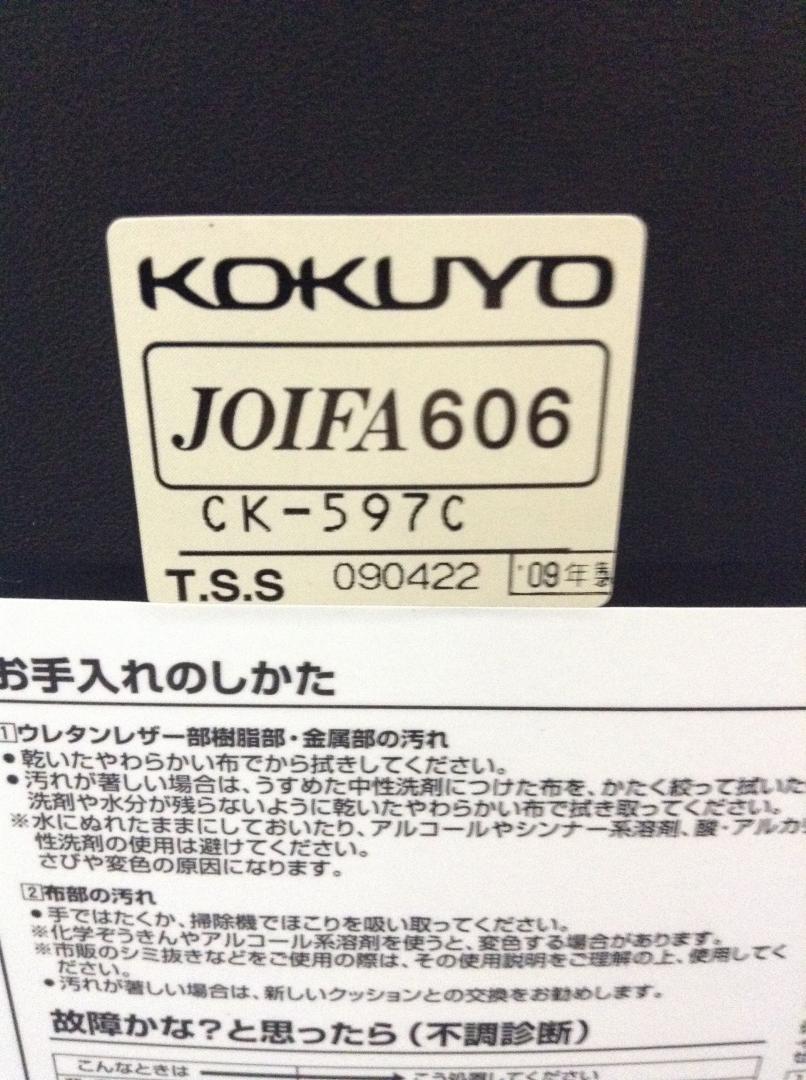 KOKUYO
JOIFA606
CK-597C
T.S.S 090422 '09年製
お手入れのしかた
1ウレタンレザー部樹脂部・金属部の汚れ
●乾いたやわらかい布でから拭きしてください。
●汚れが著しい場合は、うすめた中性洗剤につけた布を、かたく絞って拭いた
洗剤や水分が残らないように乾いたやわらかい布で拭き取ってください。
※水にぬれたままにしておいたり、アルコールやシンナー系溶剤、酸・アルカ
性洗剤の使用は避けてください。
さびや変色の原因になります。
2布部の汚れ
●手ではたくか、掃除機でほこりを吸い取ってください。
※化学ぞうきんやアルコール系溶剤を使うと、変色する場合があります。
※市販のシミ抜きなどをご使用の際は、その使用説明をご理解の上、使用してく
ださい。
●汚れが著しい場合は、新しいクッションとの交換をお勧めします。
故障かな?と思ったら(不調診断)
こんなときは こう処置してください